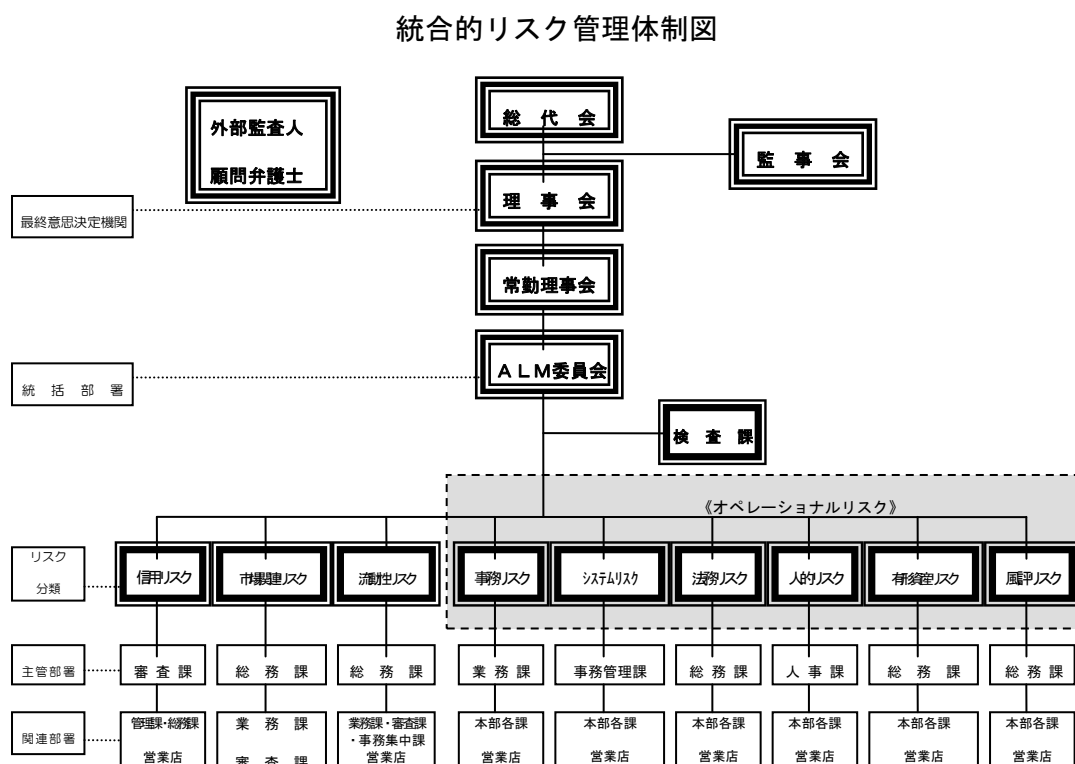 統合的リスク管理体制図
外部監査人
顧問弁護士
総 代 会
監 事 会
最終意思決定機関
理 事 会
常勤理事会
統 括 部 署
ALM委員会
検 査 課
《オペレーショナルリスク》
リスク
分類
信用リスク
市場関連リスク
流動性リスク
事務リスク
システムリスク
法務リスク
人的リスク
有形資産リスク
風評リスク
主管部署
審 査 課
総 務 課
総 務 課
業 務 課
事務管理課
総 務 課
人 事 課
総 務 課
総 務 課
関連部署
管理課・総務課
営業店
業 務 課
審 査 課
業務課・審査課
・事務集中課
営業店
本部各課
営業店
本部各課
営業店
本部各課
営業店
本部各課
営業店
本部各課
営業店
本部各課
営業店